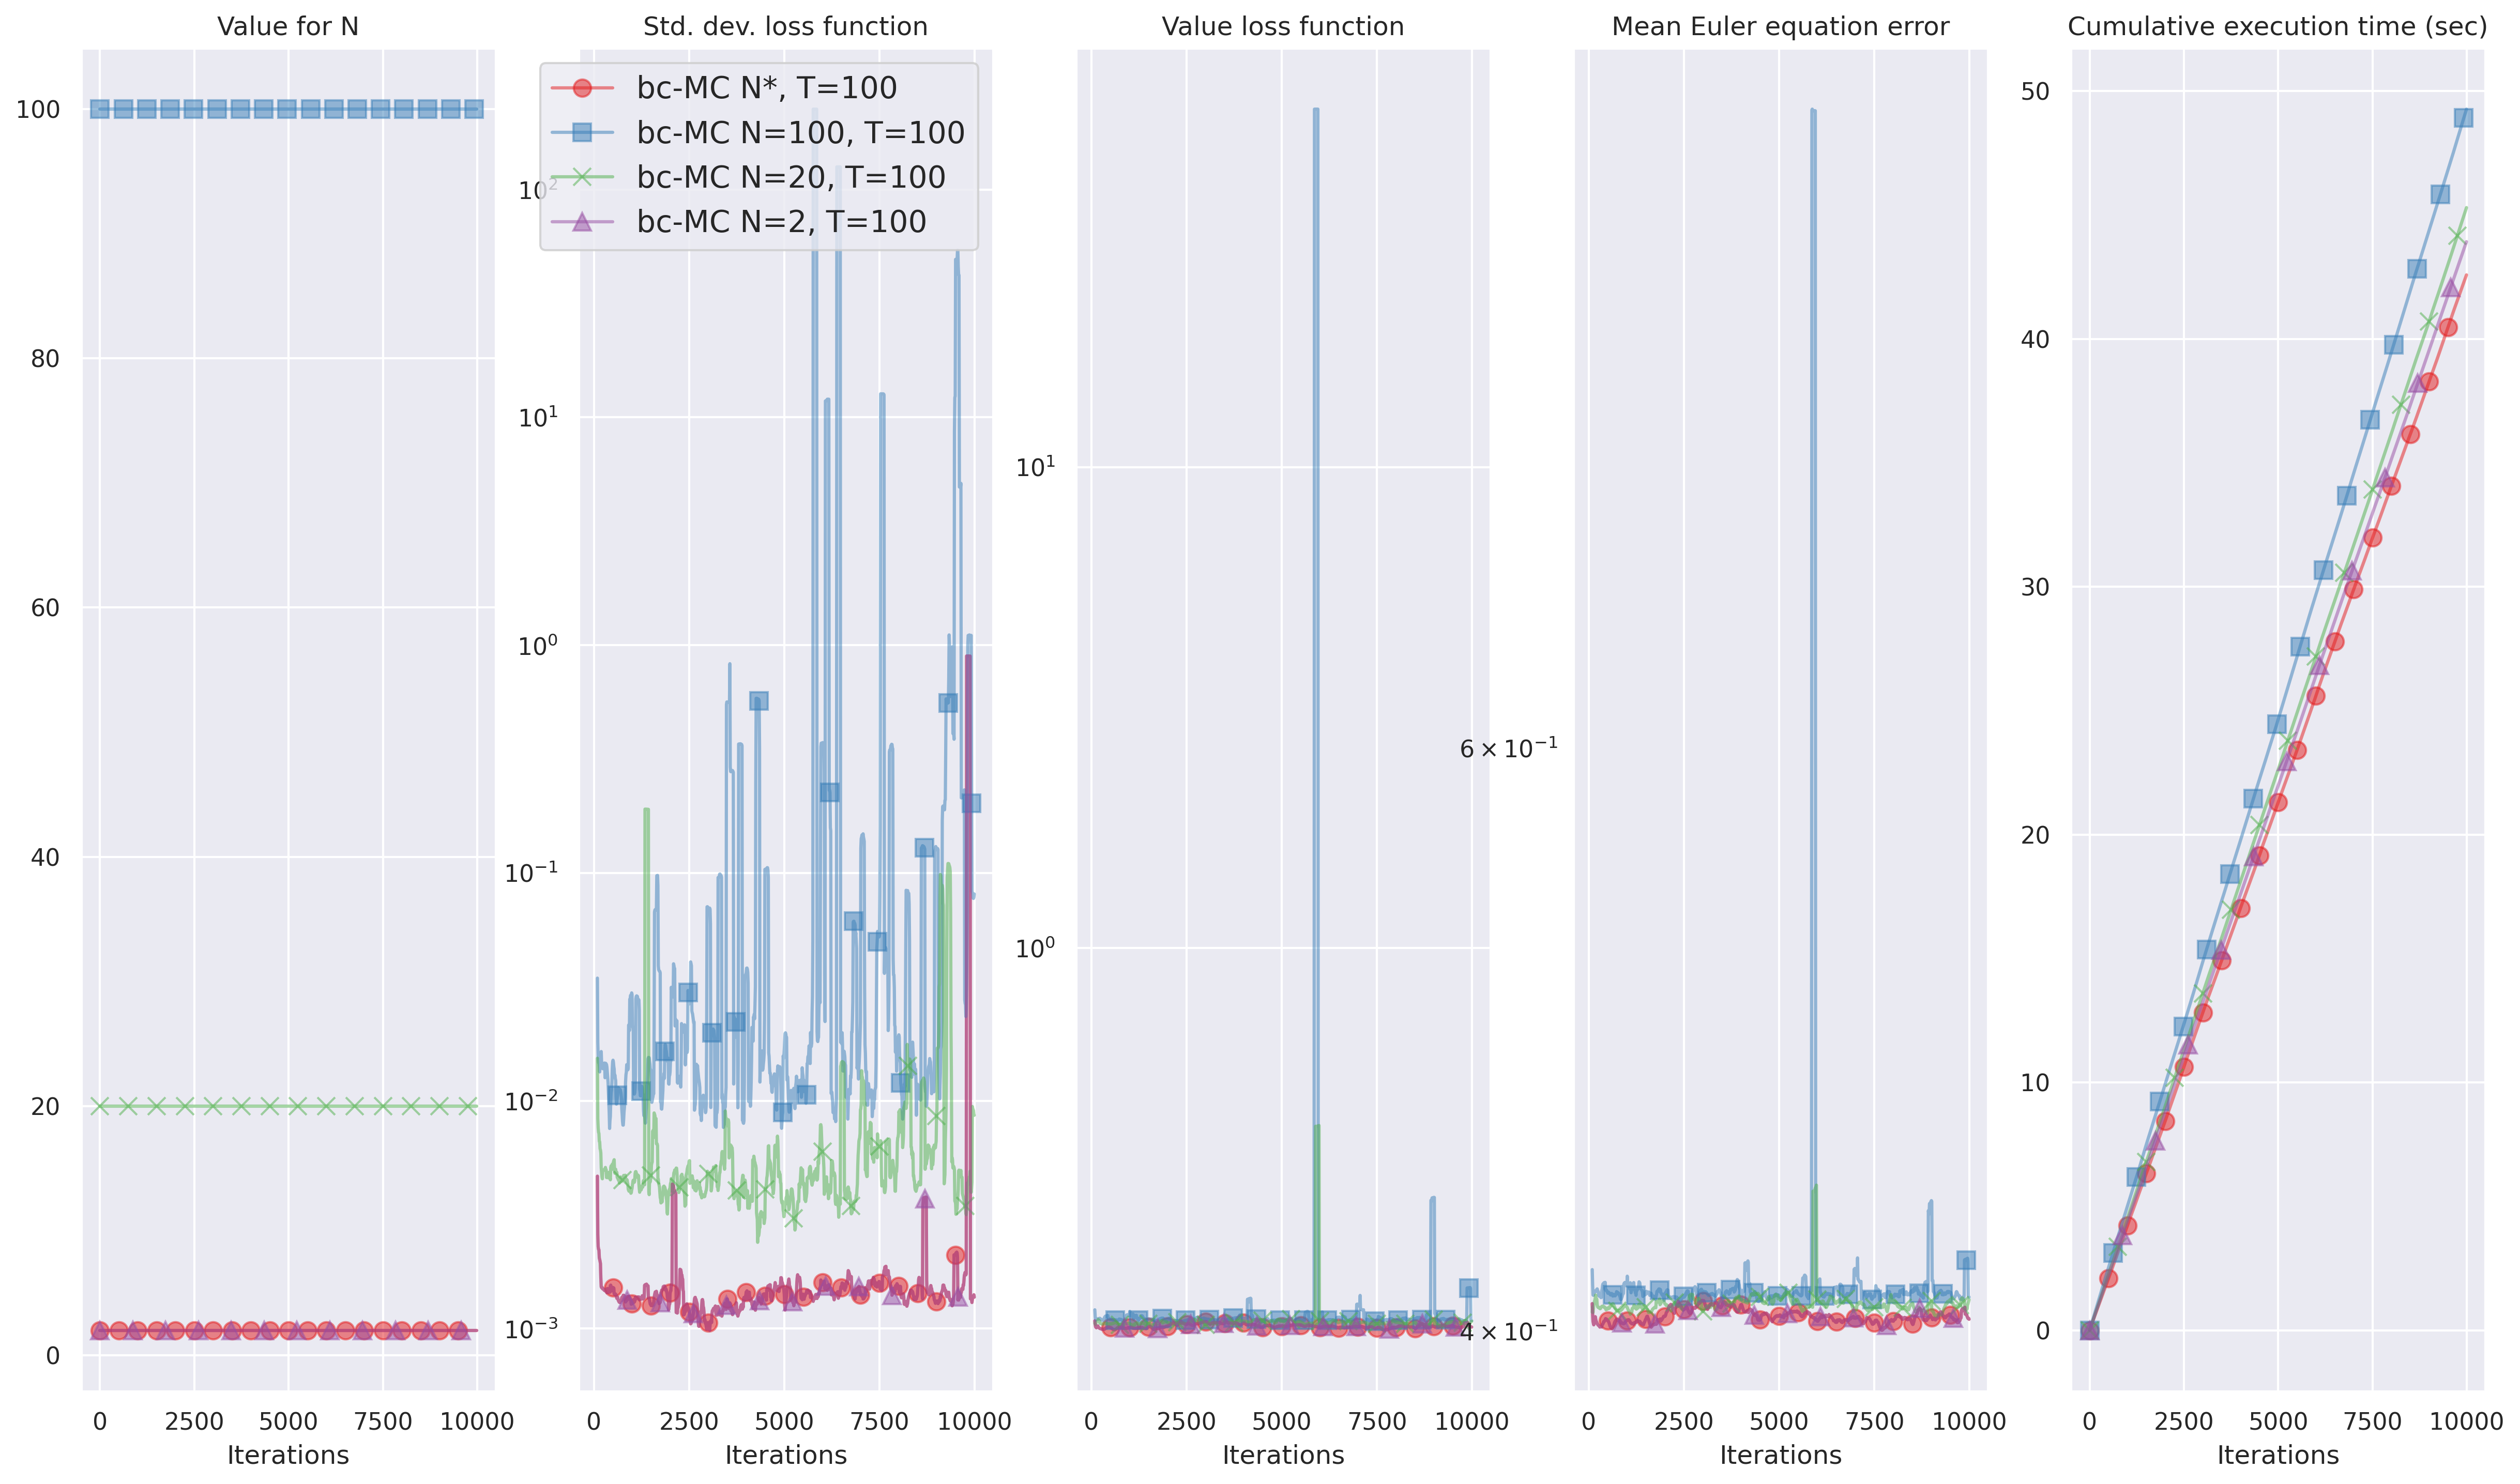 Value for N
100
80
60
40
20
0
0 2500 5000 7500 10000
Iterations
Std. dev. loss function
bc-MC N*, T=100
bc-MC N=100, T=100
bc-MC N=20, T=100
bc-MC N=2, T=100
10²
10¹
10⁰
10⁻¹
10⁻²
10⁻³
0 2500 5000 7500 10000
Iterations
Value loss function
10¹
10⁰
0 2500 5000 7500 10000
Iterations
Mean Euler equation error
6 × 10⁻¹
4 × 10⁻¹
0 2500 5000 7500 10000
Iterations
Cumulative execution time (sec)
50
40
30
20
10
0
0 2500 5000 7500 10000
Iterations